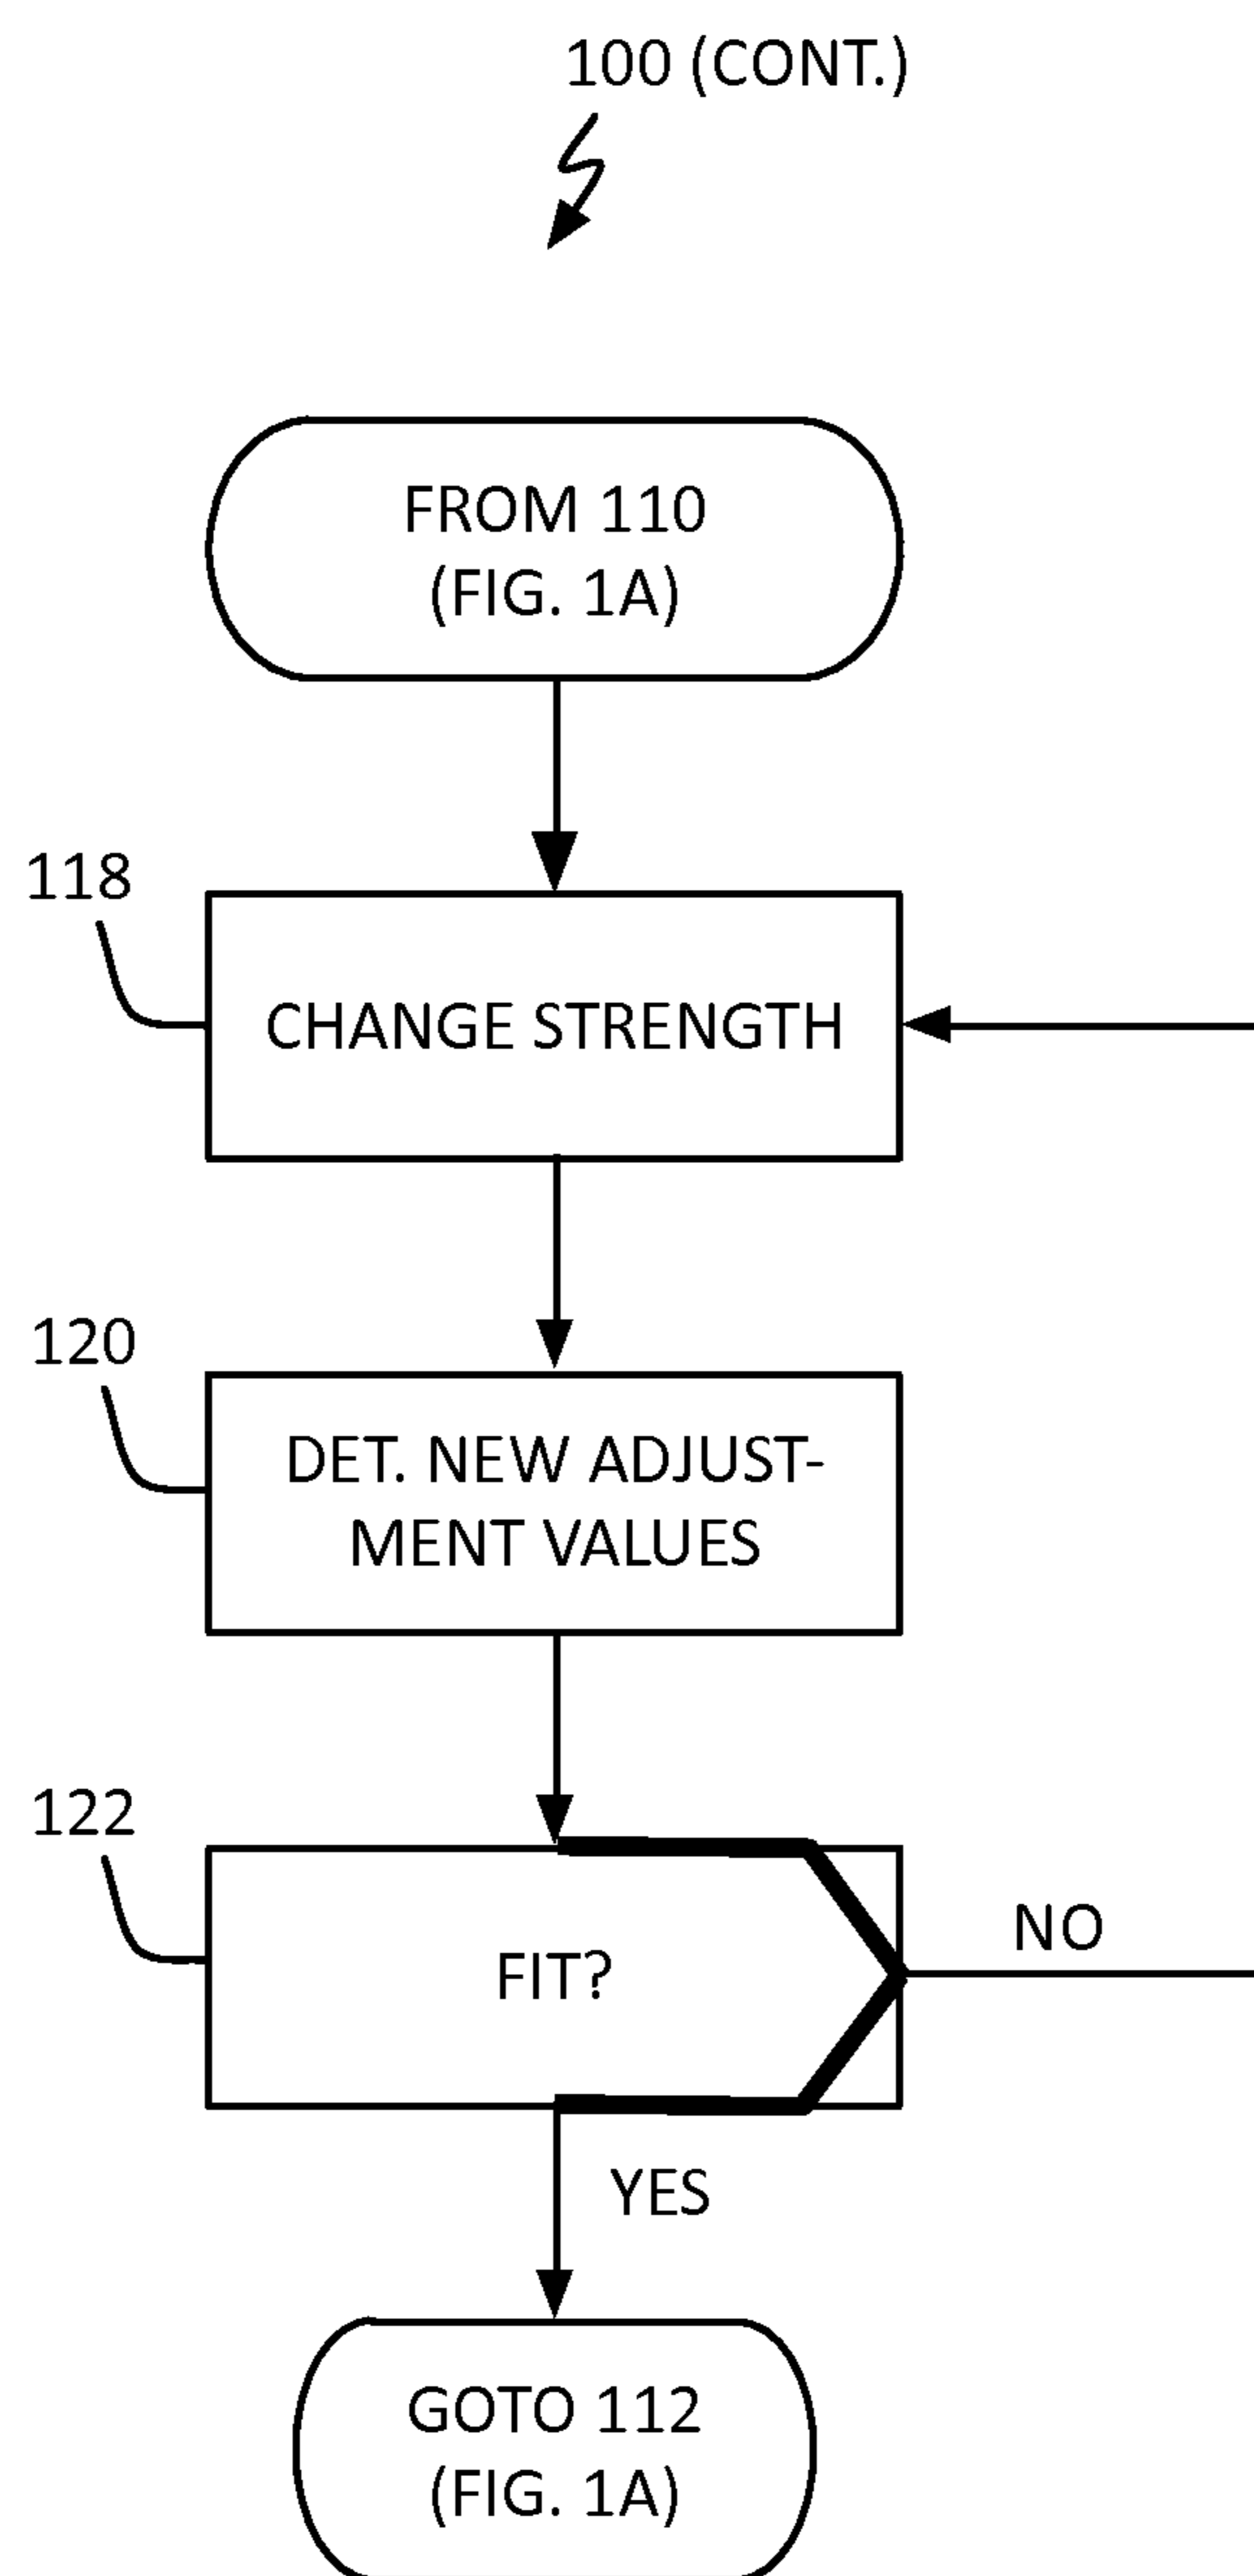 100 (CONT.)
FROM 110
(FIG. 1A)
118
CHANGE STRENGTH
120
DET. NEW ADJUST-
MENT VALUES
122
FIT?
NO
YES
GOTO 112
(FIG. 1A)